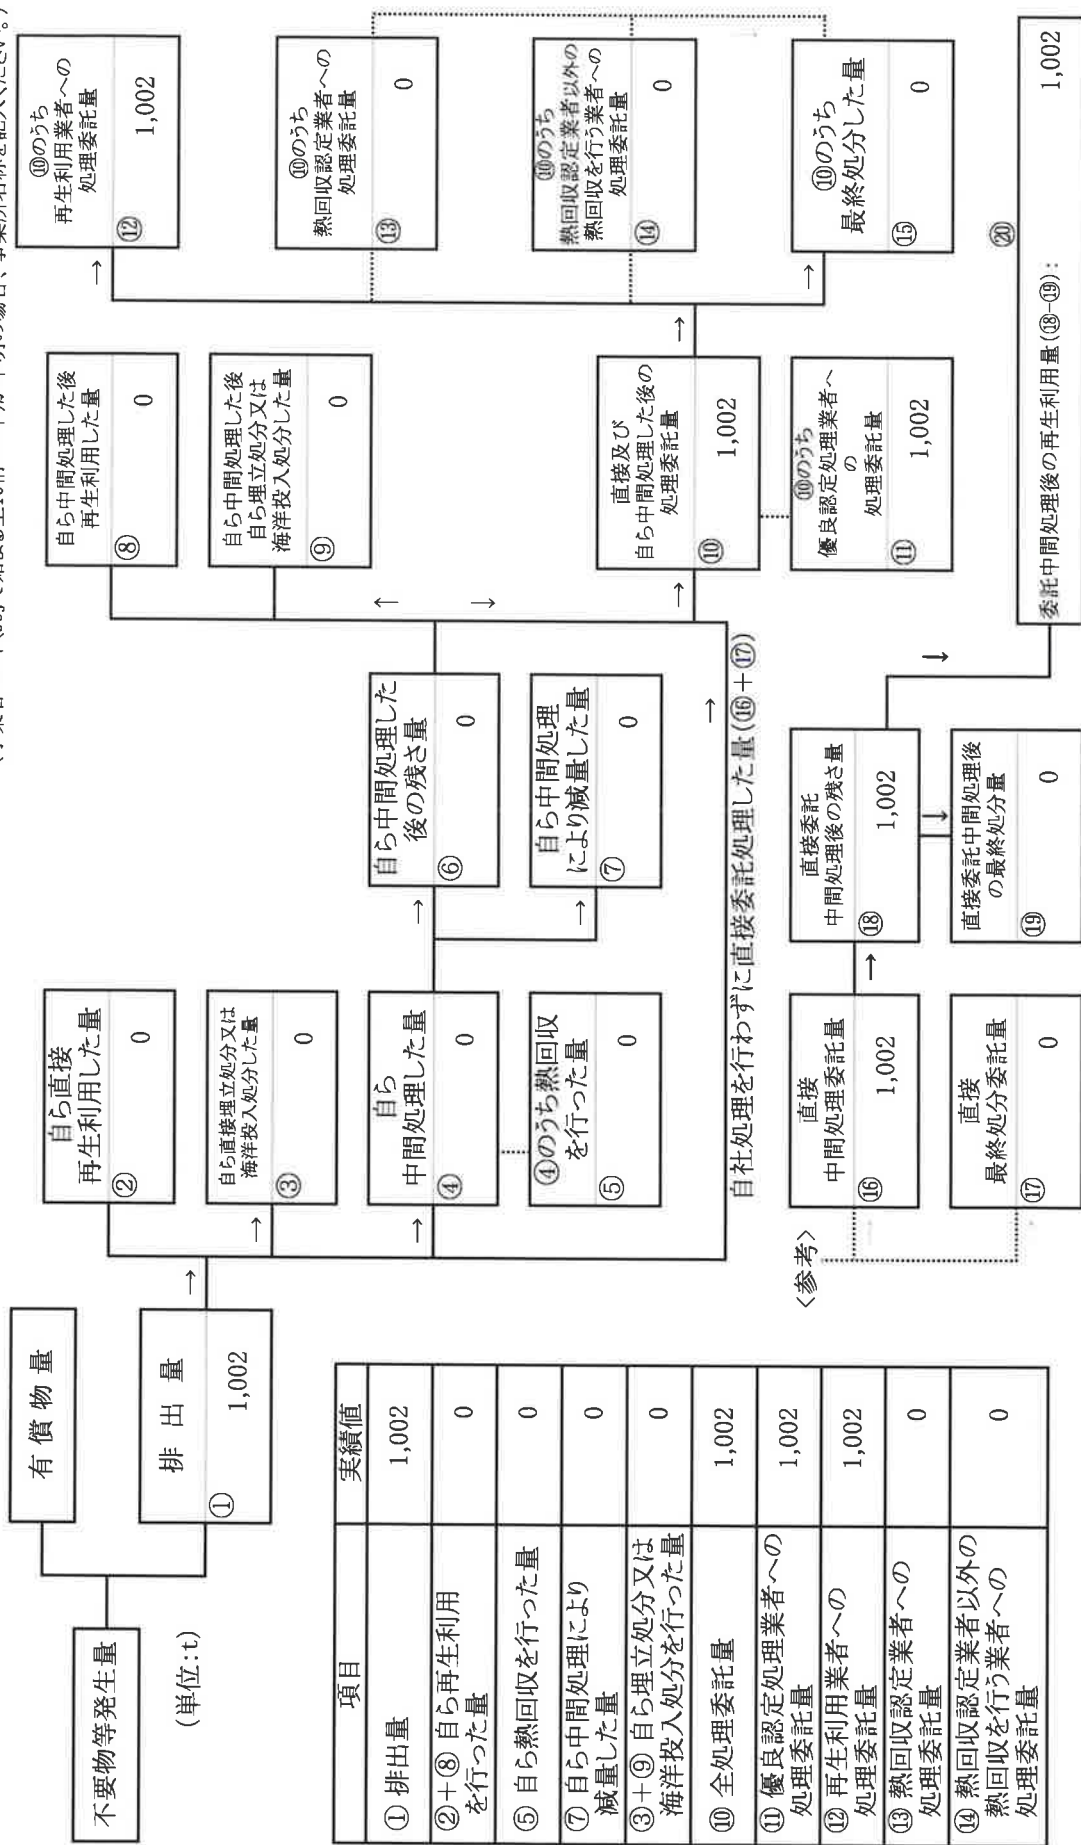 不要物等発生量
(単位:t)
有償物量
排出量
① 1,002
自ら直接
再生利用した量
② 0
自ら直接埋立処分又は
海洋投入処分した量
③ 0
自ら
中間処理した量
④ 0
④のうち熱回収
を行った量
⑤ 0
自ら中間処理した
後の残さ量
⑥ 0
自ら中間処理
により減量した量
⑦ 0
自ら中間処理した後
再生利用した量
⑧ 0
自ら中間処理した後
自ら埋立処分又は
海洋投入処分した量
⑨ 0
直接及び
自ら中間処理した後の
処理委託量
⑩ 1,002
⑩のうち
優良認定処理業者へ
の
処理委託量
⑪ 1,002
⑩のうち
再生利用業者への
処理委託量
⑫ 1,002
⑩のうち
熱回収認定業者への
処理委託量
⑬ 0
⑩のうち
熱回収認定業者以外の
熱回収を行う業者への
処理委託量
⑭ 0
⑩のうち
最終処分した量
⑮ 0
自社処理を行わずに直接委託処理した量(⑯+⑰)
<参考>
直接
中間処理委託量
⑯ 1,002
直接
最終処分委託量
⑰ 0
直接委託
中間処理後の残さ量
⑱ 1,002
直接委託中間処理後
の最終処分量
⑲ 0
⑳
委託中間処理後の再生利用量(⑱-⑲): 1,002
項目 実績値
① 排出量 1,002
②+⑧ 自ら再生利用
を行った量 0
⑤ 自ら熱回収を行った量 0
⑦ 自ら中間処理により
減量した量 0
③+⑨ 自ら埋立処分又は
海洋投入処分を行った量 0
⑩ 全処理委託量 1,002
⑪ 優良認定処理業者への
処理委託量 1,002
⑫ 再生利用業者への
処理委託量 1,002
⑬ 熱回収認定業者への
処理委託量 0
⑭ 熱回収認定業者以外の
熱回収を行う業者への
処理委託量 0